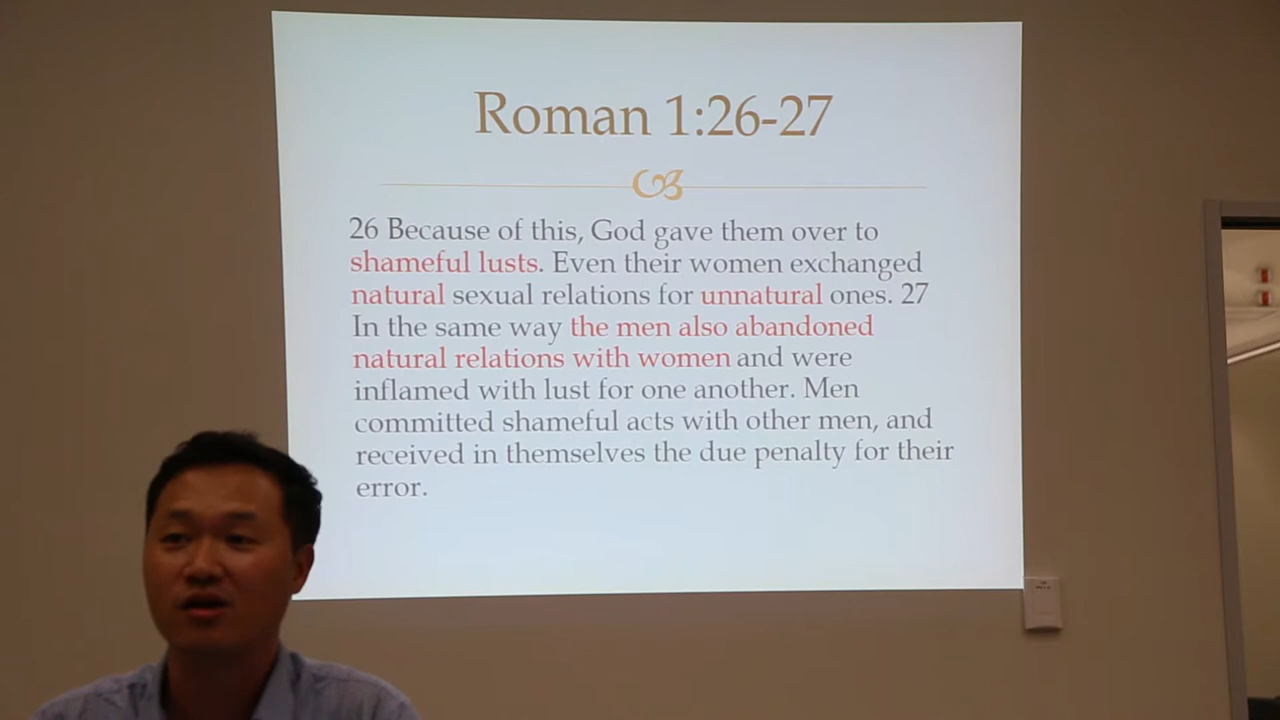 Roman 1:26-27
26 Because of this, God gave them over to
shameful lusts. Even their women exchanged
natural sexual relations for unnatural ones. 27
In the same way the men also abandoned
natural relations with women and were
inflamed with lust for one another. Men
committed shameful acts with other men, and
received in themselves the due penalty for their
error.